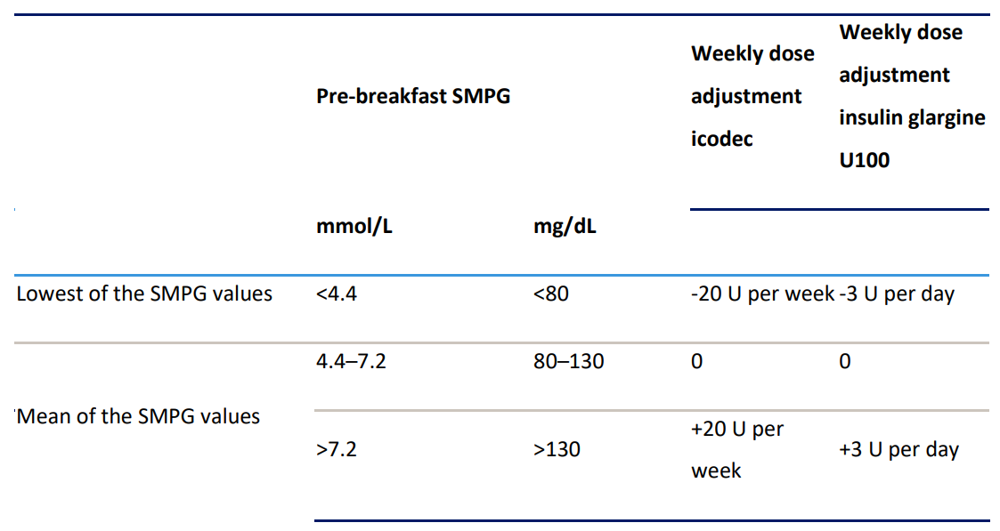 Pre-breakfast SMPG
Weekly dose
adjustment
icodec
Weekly dose
adjustment
insulin glargine
U100
mmol/L
mg/dL
Lowest of the SMPG values <4.4 <80 -20 U per week -3 U per day
Mean of the SMPG values
4.4–7.2 80–130 0 0
>7.2 >130 +20 U per
week
+3 U per day